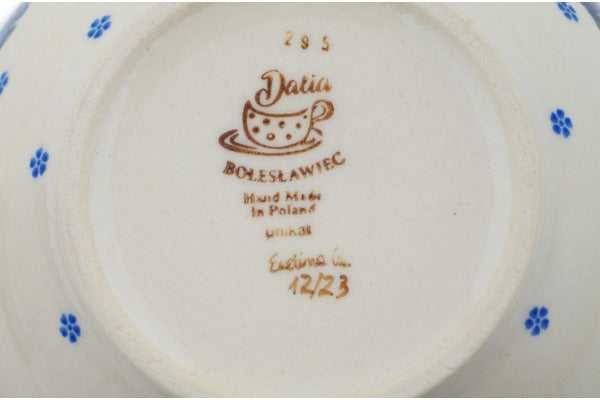 295
Dalia
BOLESŁAWIEC
Hand Made
In Poland
unikat
12/23